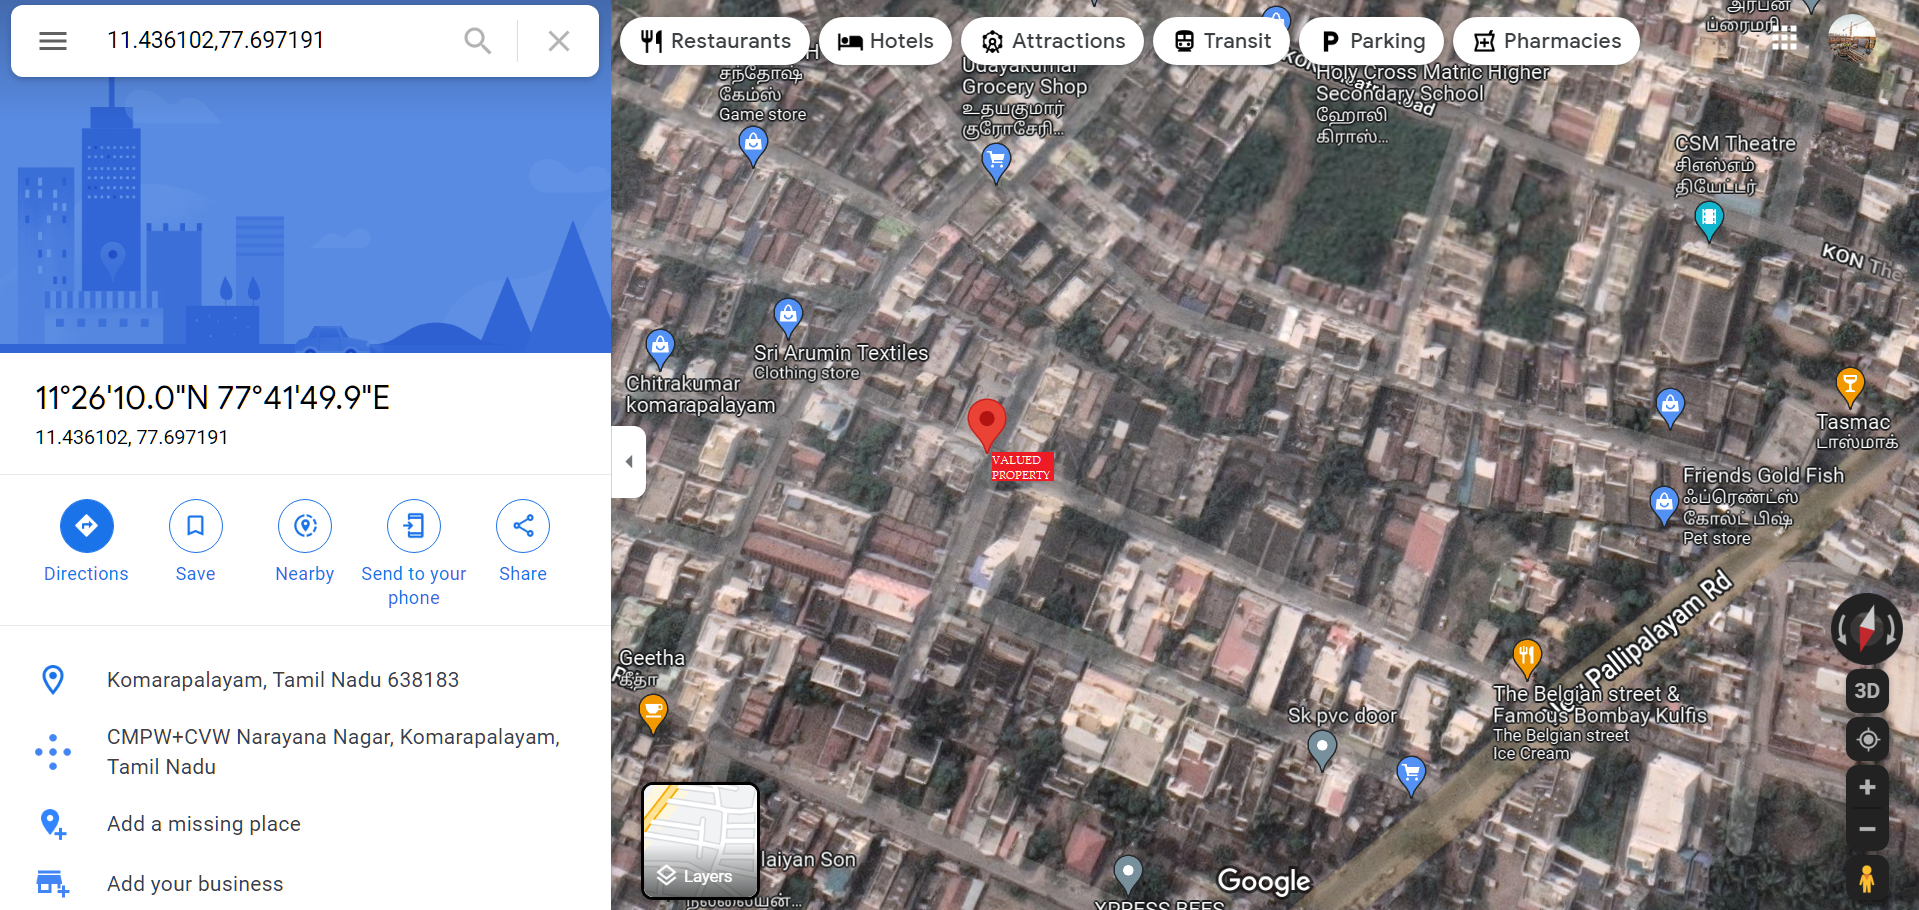 11.436102,77.697191
Restaurants
Hotels
Attractions
Transit
Parking
Pharmacies
11°26'10.0"N 77°41'49.9"E
11.436102, 77.697191
Directions
Save
Nearby
Send to your
phone
Share
Komarapalayam, Tamil Nadu 638183
CMPW+CVW Narayana Nagar, Komarapalayam,
Tamil Nadu
Add a missing place
Add your business
சந்தோஷ்
கேம்ஸ்
Game store
Udayakumar
Grocery Shop
உதயகுமார்
குரோசேரி...
Holy Cross Matric Higher
Secondary School
ஹோலி
கிராஸ்...
ப்ரைமரி
CSM Theatre
சிஎஸ்எம்
தியேட்டர்
KON The
Sri Arumin Textiles
Clothing store
Chitrakumar
komarapalayam
VALUED
PROPERTY
Tasmac
டாஸ்மாக்
Friends Gold Fish
ஃப்ரெண்ட்ஸ்
கோல்ட் பிஷ்
Pet store
Pallipalayam Rd
Geetha
கீதா
The Belgian street &
Famous Bombay Kulfis
The Belgian street
Ice Cream
Sk pvc door
laiyan Son
Layers
நல்லையன்...
XPRESS BEES
Google
3D